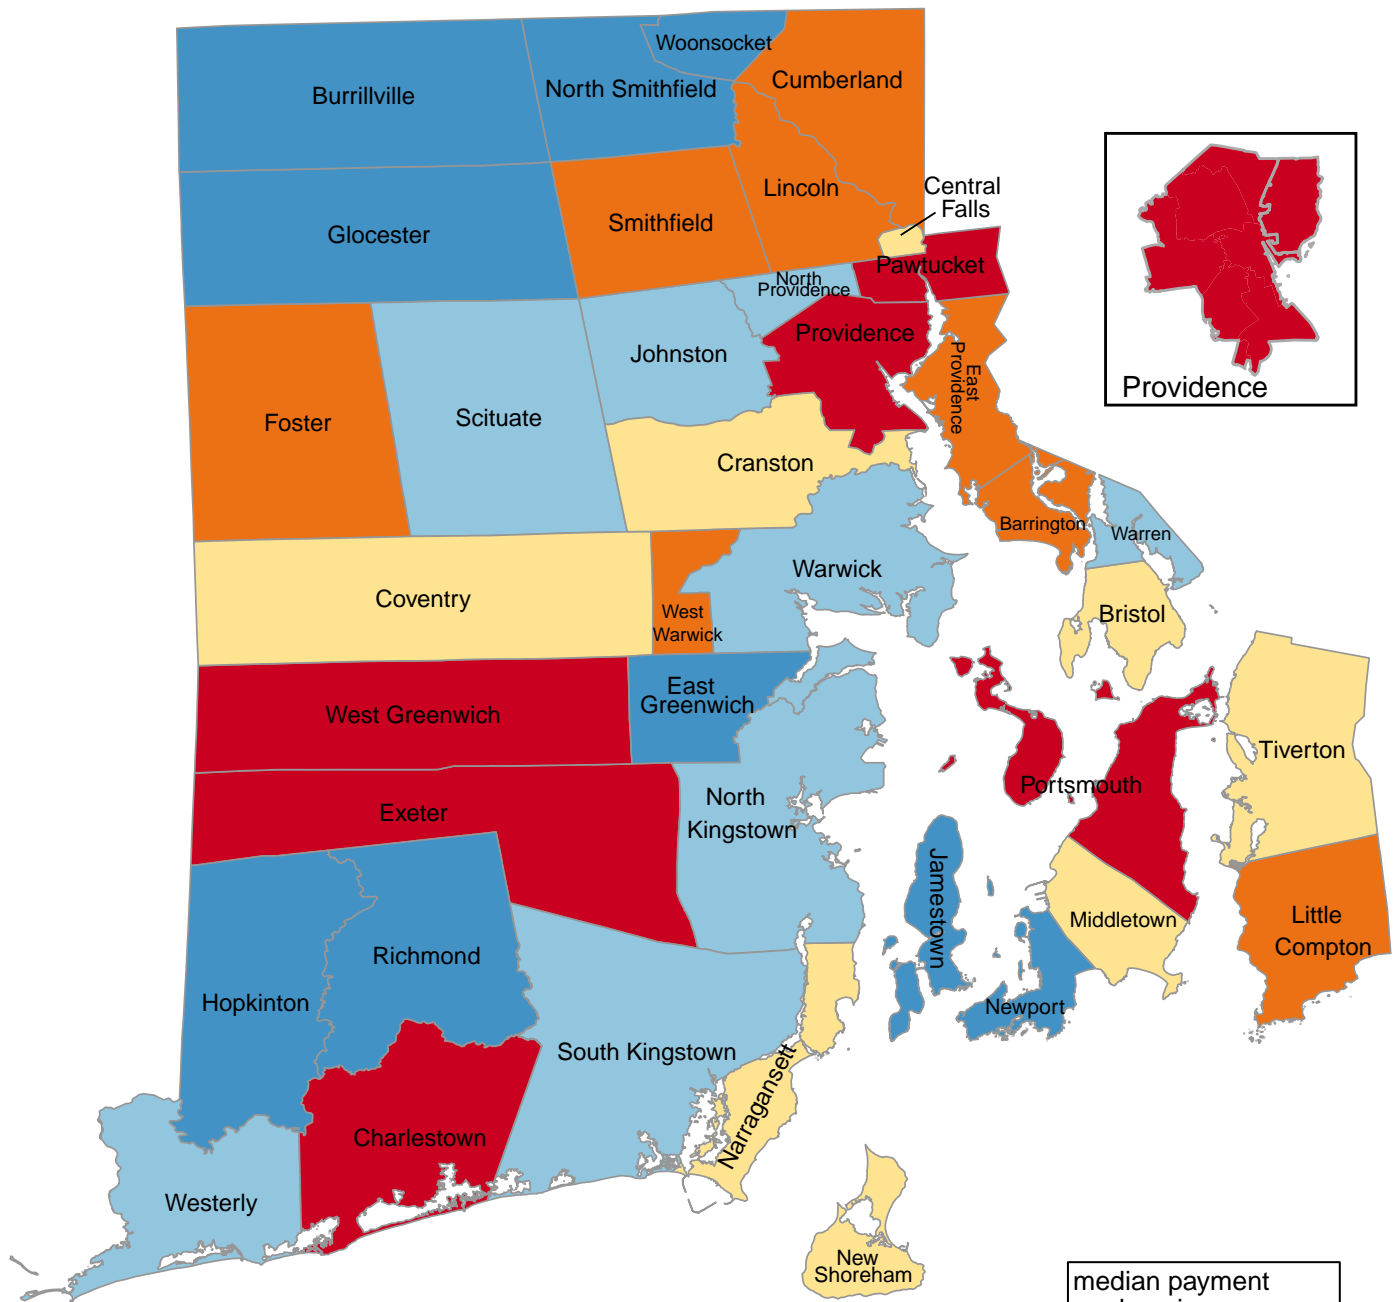 Woonsocket
Burrillville
North Smithfield
Cumberland
Central
Falls
Lincoln
Glocester
Smithfield
Pawtucket
North
Providence
Providence
Johnston
East
Providence
Providence
Foster
Scituate
Cranston
Barrington
Warren
Warwick
Coventry
West
Warwick
Bristol
East
Greenwich
West Greenwich
Tiverton
Portsmouth
North
Kingstown
Exeter
Jamestown
Middletown
Little
Compton
Richmond
Hopkinton
Newport
South Kingstown
Narragansett
Charlestown
Westerly
New
Shoreham
median payment